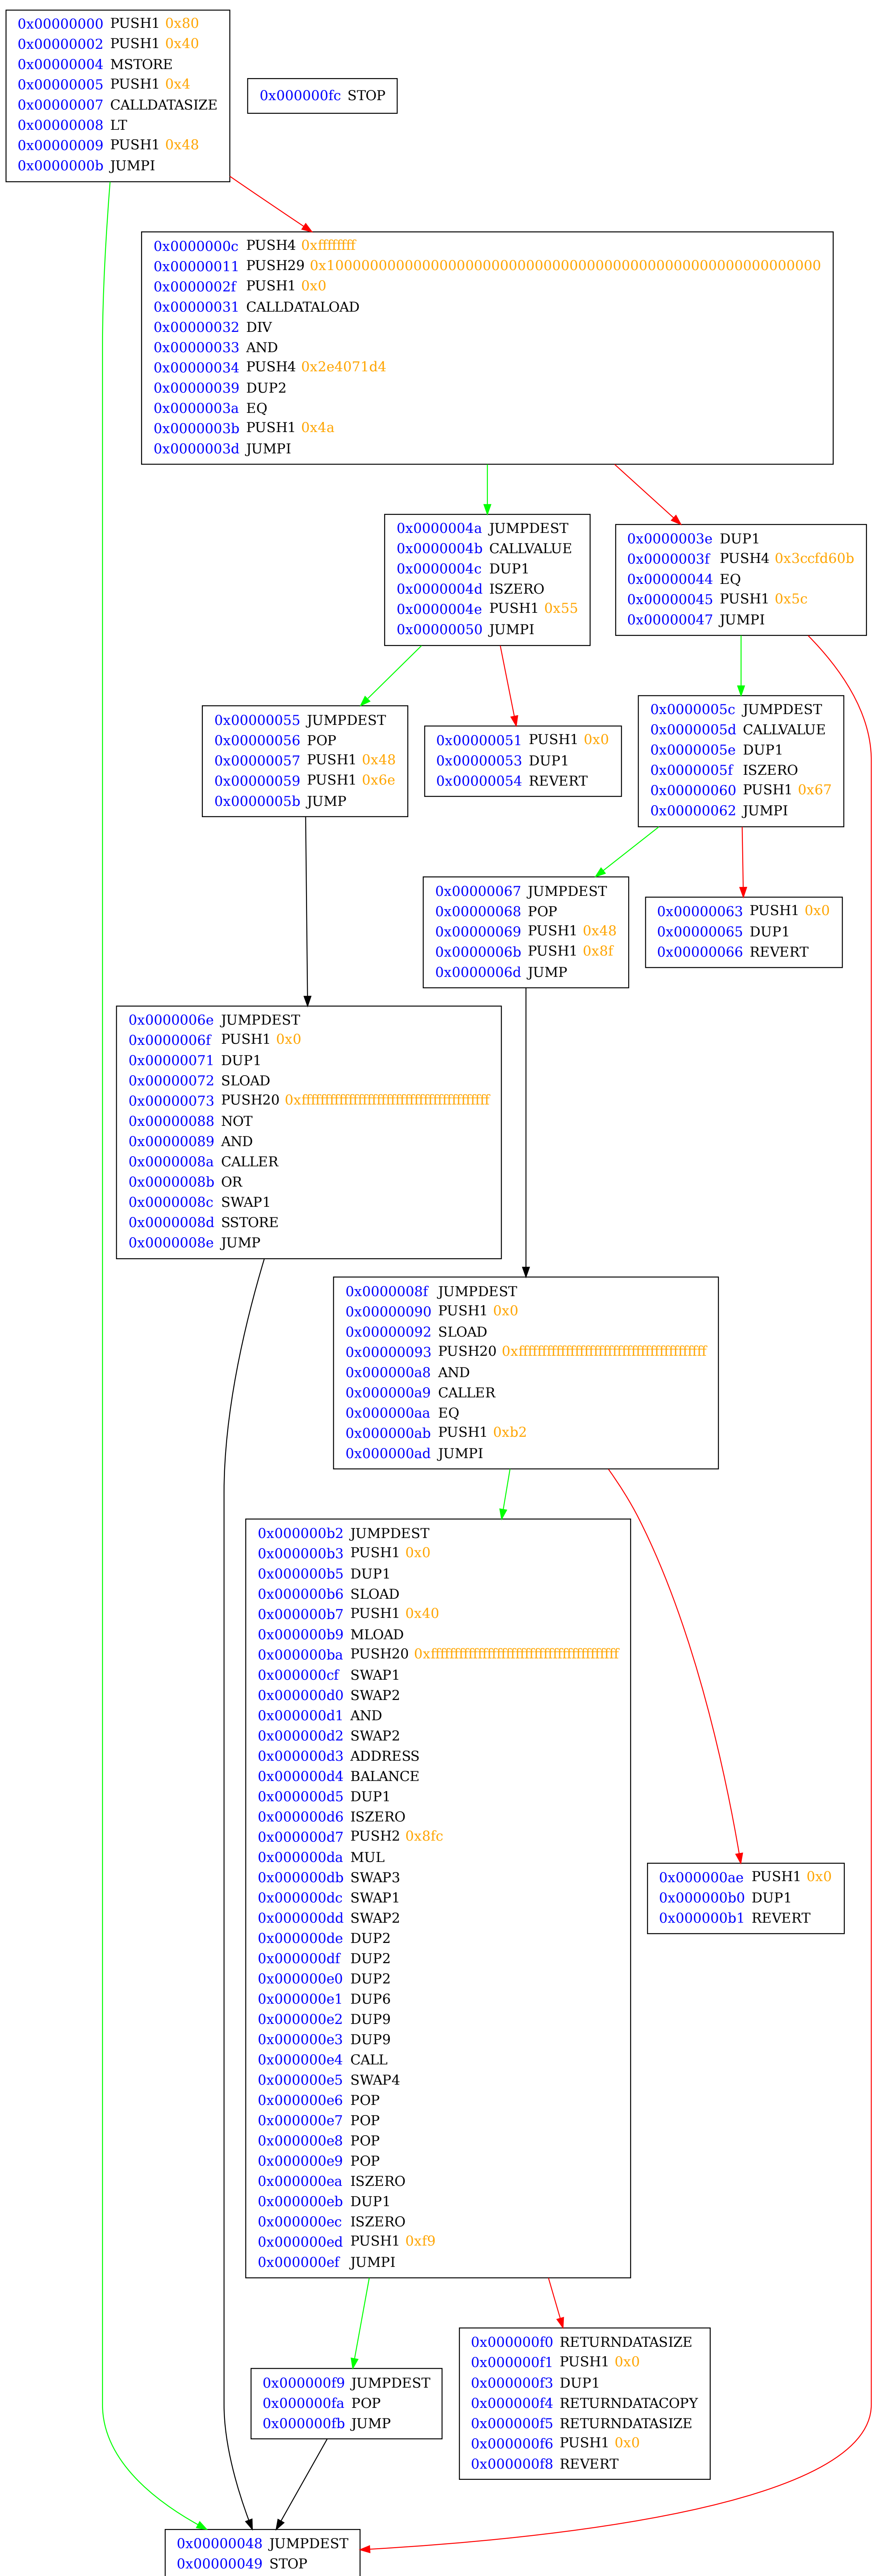 0x00000000 PUSH1 0x80
0x00000002 PUSH1 0x40
0x00000004 MSTORE
0x00000005 PUSH1 0x4
0x00000007 CALLDATASIZE
0x00000008 LT
0x00000009 PUSH1 0x48
0x0000000b JUMPI
0x000000fc STOP
0x0000000c PUSH4 0xffffffff
0x00000011 PUSH29 0x100000000000000000000000000000000000000000000000000000000
0x0000002f PUSH1 0x0
0x00000031 CALLDATALOAD
0x00000032 DIV
0x00000033 AND
0x00000034 PUSH4 0x2e4071d4
0x00000039 DUP2
0x0000003a EQ
0x0000003b PUSH1 0x4a
0x0000003d JUMPI
0x0000004a JUMPDEST
0x0000004b CALLVALUE
0x0000004c DUP1
0x0000004d ISZERO
0x0000004e PUSH1 0x55
0x00000050 JUMPI
0x0000003e DUP1
0x0000003f PUSH4 0x3ccfd60b
0x00000044 EQ
0x00000045 PUSH1 0x5c
0x00000047 JUMPI
0x00000055 JUMPDEST
0x00000056 POP
0x00000057 PUSH1 0x48
0x00000059 PUSH1 0x6e
0x0000005b JUMP
0x00000051 PUSH1 0x0
0x00000053 DUP1
0x00000054 REVERT
0x0000005c JUMPDEST
0x0000005d CALLVALUE
0x0000005e DUP1
0x0000005f ISZERO
0x00000060 PUSH1 0x67
0x00000062 JUMPI
0x00000067 JUMPDEST
0x00000068 POP
0x00000069 PUSH1 0x48
0x0000006b PUSH1 0x8f
0x0000006d JUMP
0x00000063 PUSH1 0x0
0x00000065 DUP1
0x00000066 REVERT
0x0000006e JUMPDEST
0x0000006f PUSH1 0x0
0x00000071 DUP1
0x00000072 SLOAD
0x00000073 PUSH20 0xffffffffffffffffffffffffffffffffffffffff
0x00000088 NOT
0x00000089 AND
0x0000008a CALLER
0x0000008b OR
0x0000008c SWAP1
0x0000008d SSTORE
0x0000008e JUMP
0x0000008f JUMPDEST
0x00000090 PUSH1 0x0
0x00000092 SLOAD
0x00000093 PUSH20 0xffffffffffffffffffffffffffffffffffffffff
0x000000a8 AND
0x000000a9 CALLER
0x000000aa EQ
0x000000ab PUSH1 0xb2
0x000000ad JUMPI
0x000000b2 JUMPDEST
0x000000b3 PUSH1 0x0
0x000000b5 DUP1
0x000000b6 SLOAD
0x000000b7 PUSH1 0x40
0x000000b9 MLOAD
0x000000ba PUSH20 0xffffffffffffffffffffffffffffffffffffffff
0x000000cf SWAP1
0x000000d0 SWAP2
0x000000d1 AND
0x000000d2 SWAP2
0x000000d3 ADDRESS
0x000000d4 BALANCE
0x000000d5 DUP1
0x000000d6 ISZERO
0x000000d7 PUSH2 0x8fc
0x000000da MUL
0x000000db SWAP3
0x000000dc SWAP1
0x000000dd SWAP2
0x000000de DUP2
0x000000df DUP2
0x000000e0 DUP2
0x000000e1 DUP6
0x000000e2 DUP9
0x000000e3 DUP9
0x000000e4 CALL
0x000000e5 SWAP4
0x000000e6 POP
0x000000e7 POP
0x000000e8 POP
0x000000e9 POP
0x000000ea ISZERO
0x000000eb DUP1
0x000000ec ISZERO
0x000000ed PUSH1 0xf9
0x000000ef JUMPI
0x000000ae PUSH1 0x0
0x000000b0 DUP1
0x000000b1 REVERT
0x000000f9 JUMPDEST
0x000000fa POP
0x000000fb JUMP
0x000000f0 RETURNDATASIZE
0x000000f1 PUSH1 0x0
0x000000f3 DUP1
0x000000f4 RETURNDATACOPY
0x000000f5 RETURNDATASIZE
0x000000f6 PUSH1 0x0
0x000000f8 REVERT
0x00000048 JUMPDEST
0x00000049 STOP